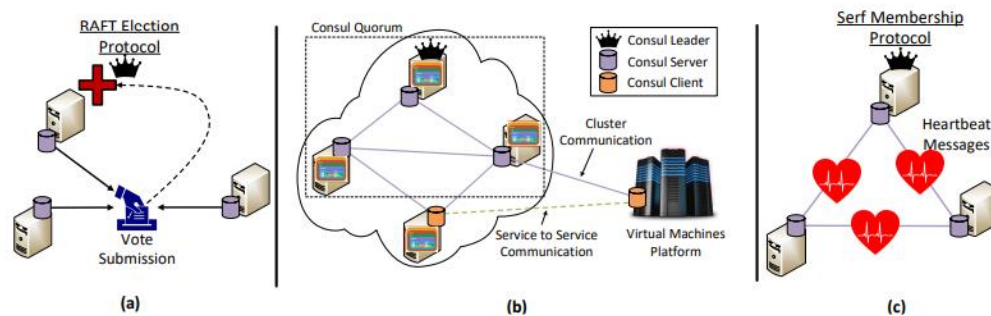 RAFT Election
Protocol
Vote
Submission
(a)
Consul Quorum
Consul Leader
Consul Server
Consul Client
Cluster
Communication
Service to Service
Communication
Virtual Machines
Platform
(b)
Serf Membership
Protocol
Heartbeat
Messages
(c)